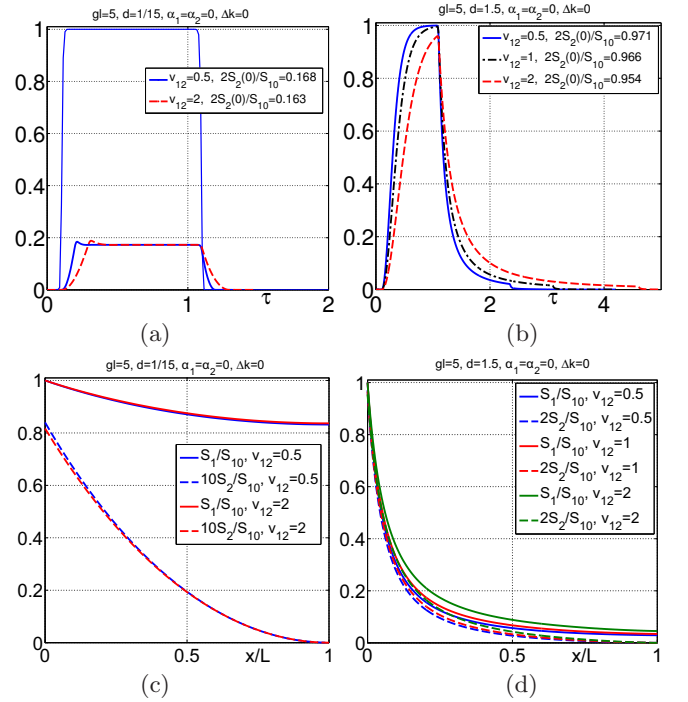 gl=5, d=1/15, α₁=α₂=0, Δk=0
1
0.8
0.6
0.4
0.2
0
0
1
τ
2
v₁₂=0.5, 2S₂(0)/S₁₀=0.168
v₁₂=2, 2S₂(0)/S₁₀=0.163
(a)
gl=5, d=1.5, α₁=α₂=0, Δk=0
1
0.8
0.6
0.4
0.2
0
0
2
τ
4
v₁₂=0.5, 2S₂(0)/S₁₀=0.971
v₁₂=1, 2S₂(0)/S₁₀=0.966
v₁₂=2, 2S₂(0)/S₁₀=0.954
(b)
gl=5, d=1/15, α₁=α₂=0, Δk=0
1
0.8
0.6
0.4
0.2
0
0
0.5
x/L
1
S₁/S₁₀, v₁₂=0.5
10S₂/S₁₀, v₁₂=0.5
S₁/S₁₀, v₁₂=2
10S₂/S₁₀, v₁₂=2
(c)
gl=5, d=1.5, α₁=α₂=0, Δk=0
1
0.8
0.6
0.4
0.2
0
0
0.5
x/L
1
S₁/S₁₀, v₁₂=0.5
2S₂/S₁₀, v₁₂=0.5
S₁/S₁₀, v₁₂=1
2S₂/S₁₀, v₁₂=1
S₁/S₁₀, v₁₂=2
2S₂/S₁₀, v₁₂=2
(d)